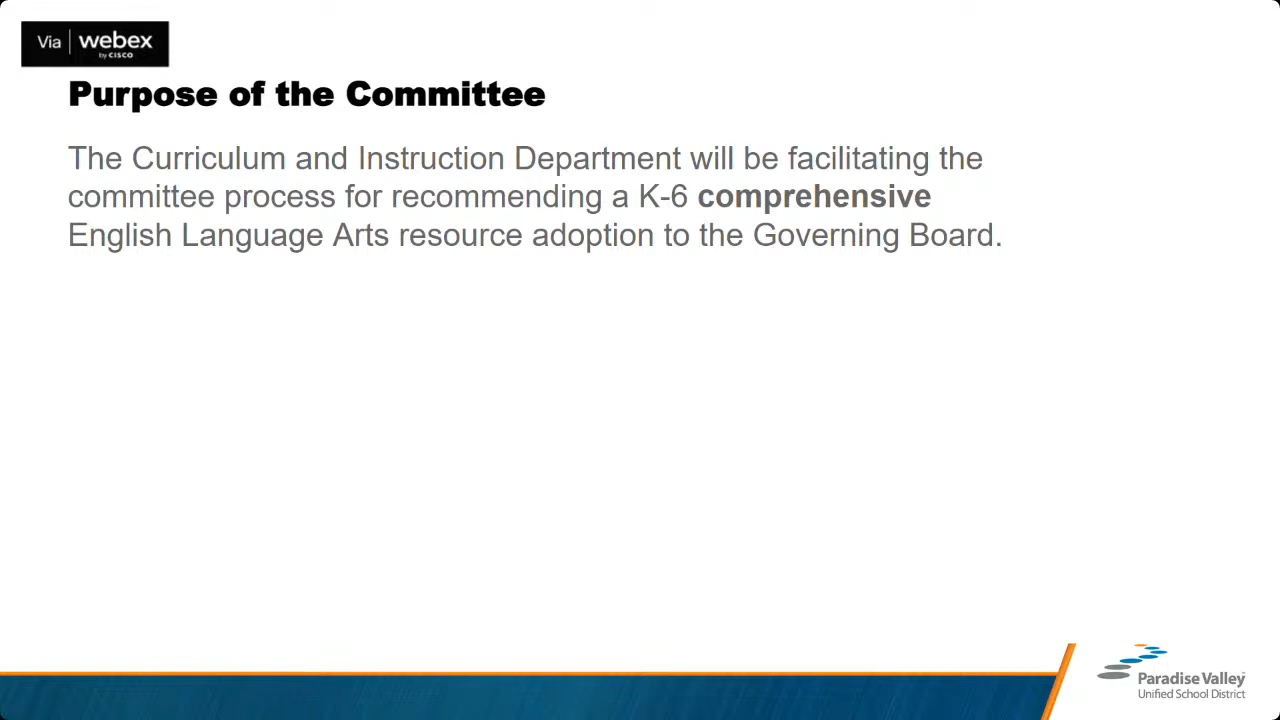 Via | webex
by CISCO
Purpose of the Committee
The Curriculum and Instruction Department will be facilitating the
committee process for recommending a K-6 comprehensive
English Language Arts resource adoption to the Governing Board.
Paradise Valley
Unified School District